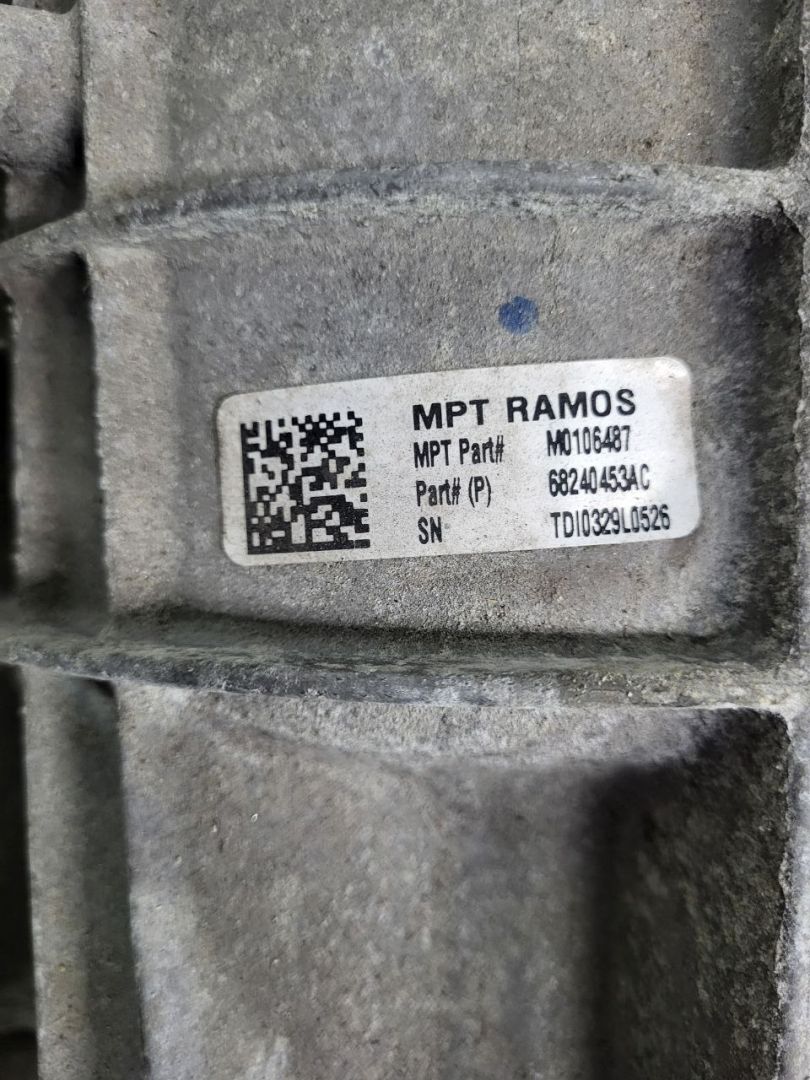 MPT RAMOS
MPT Part# M0106487
Part# (P) 68240453AC
SN TDI0329L0526